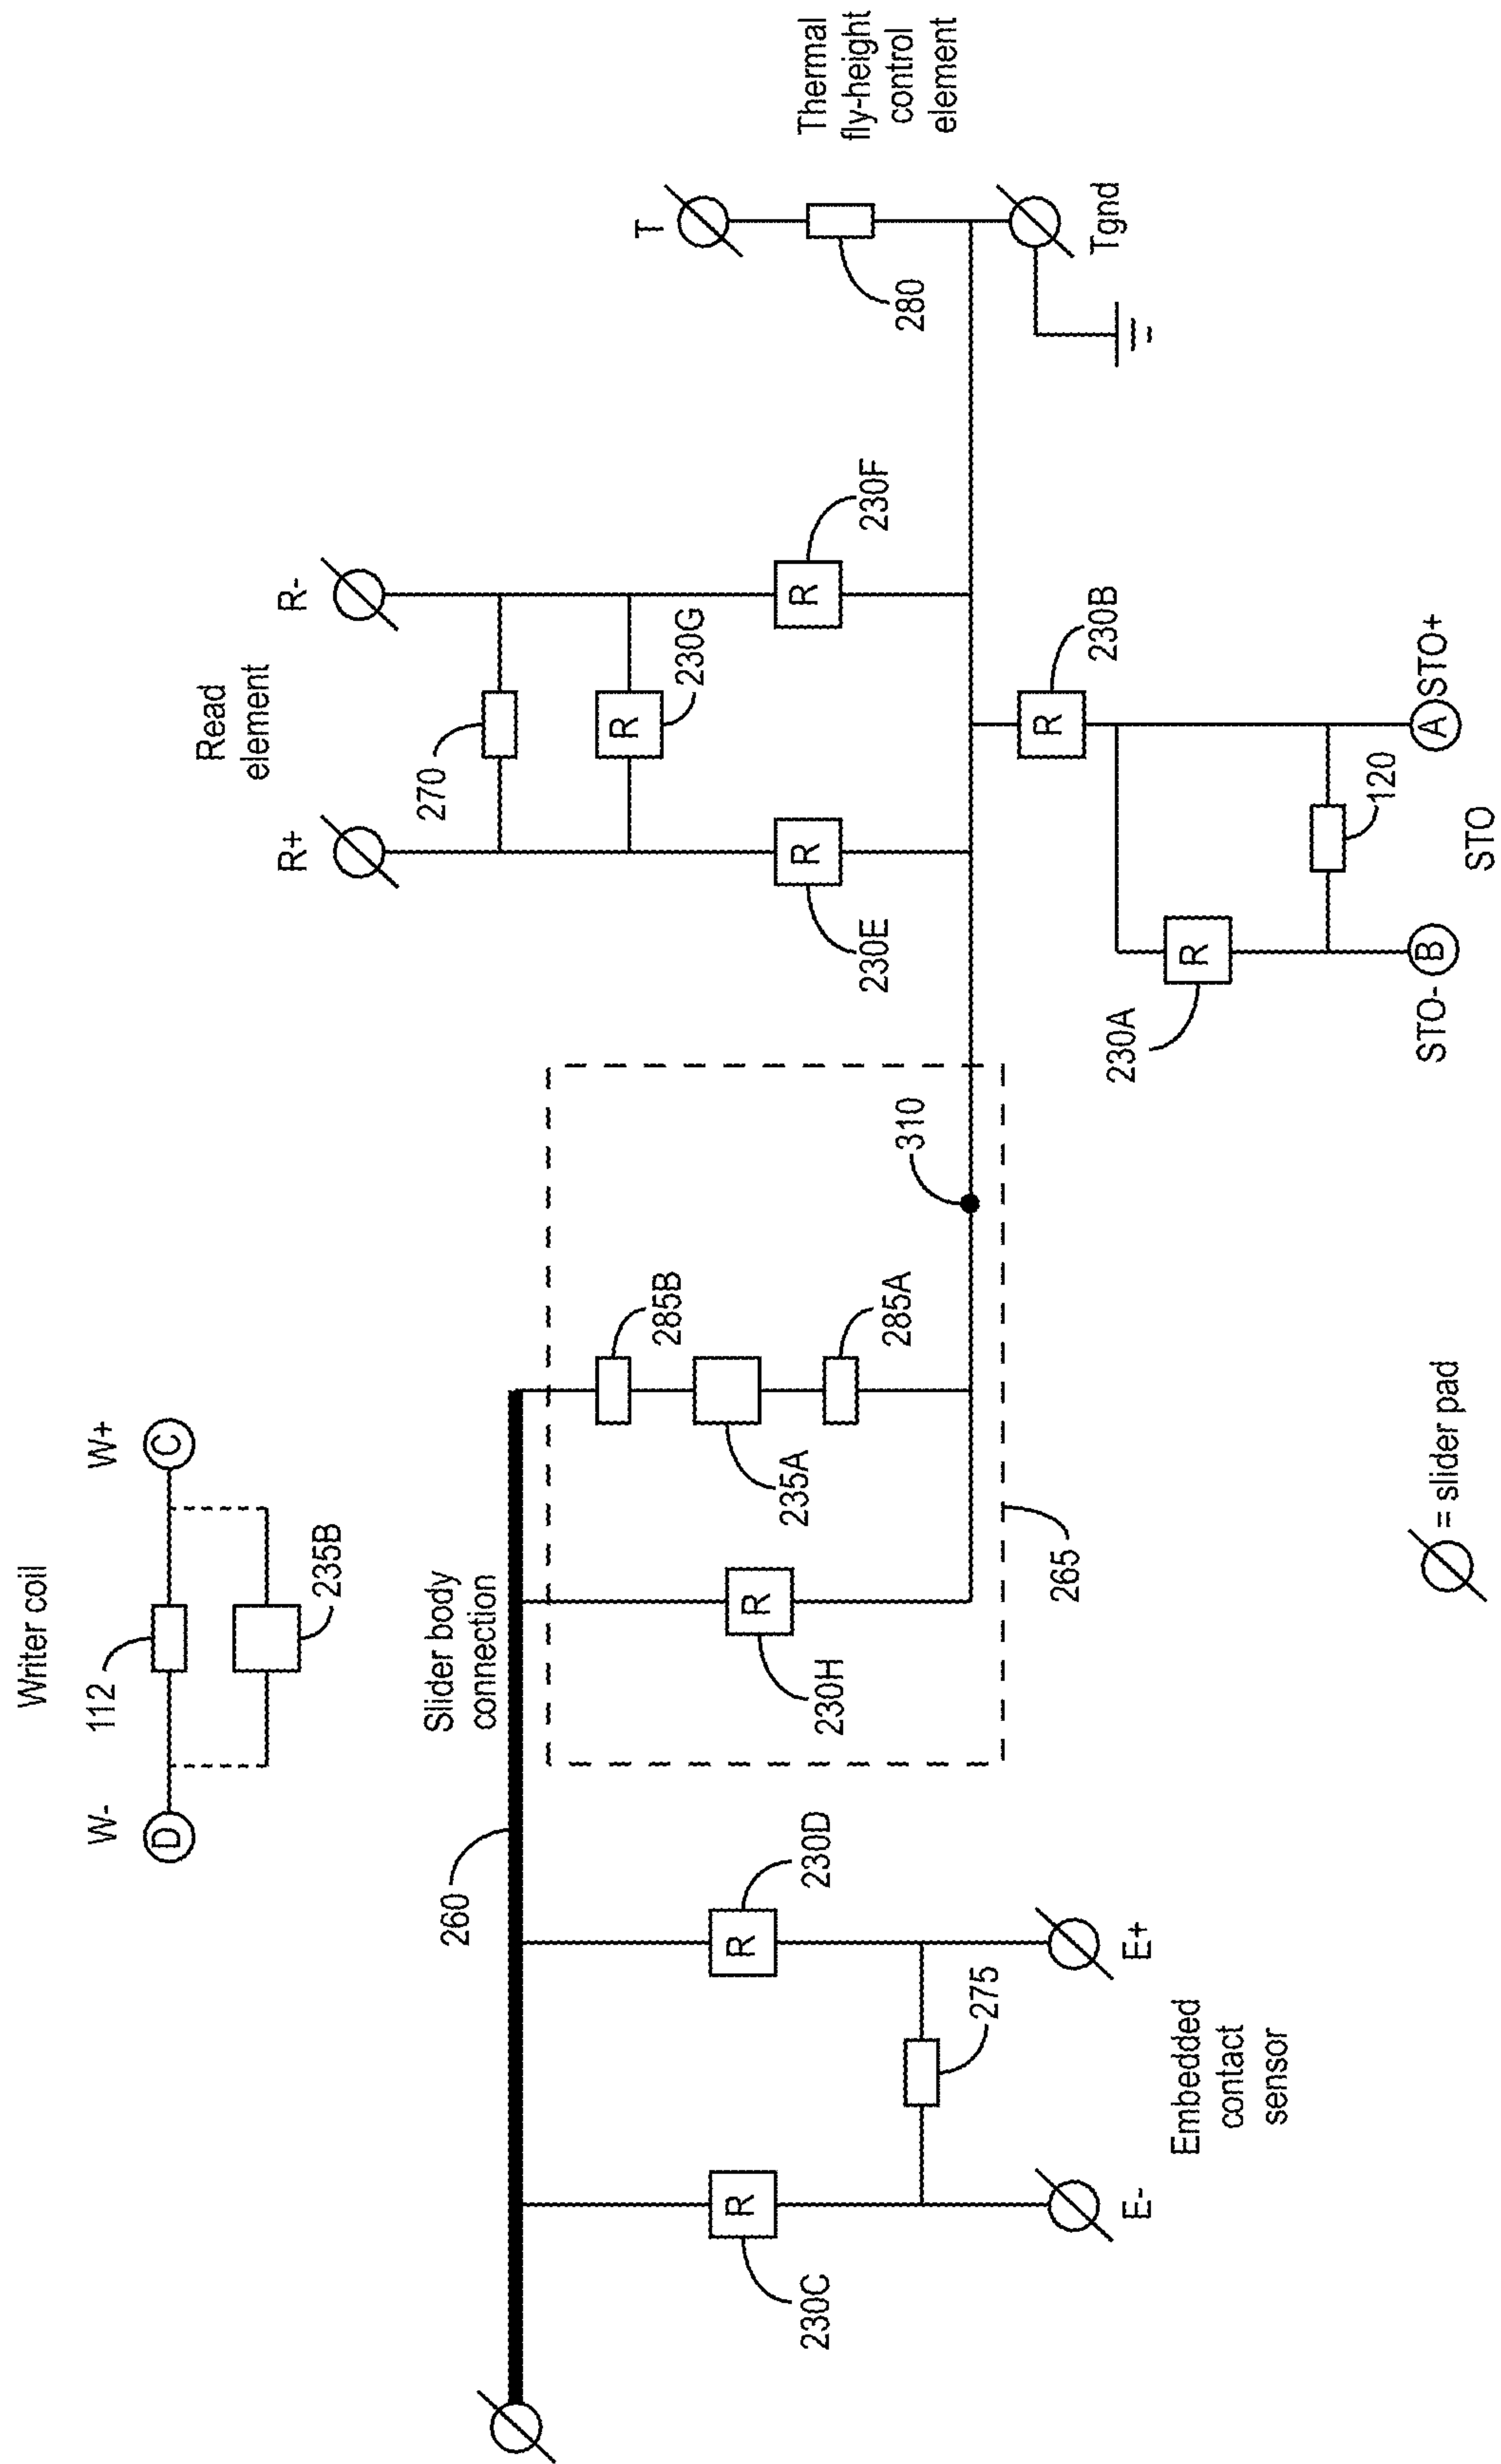 Writer coil
W-
112
W+
D
C
235B
Slider body
connection
260
230C
R
230D
R
E-
275
E+
Embedded
contact
sensor
230H
R
285B
235A
285A
265
310
Read
element
R+
R-
270
230G
R
230E
R
230F
R
230B
R
230A
R
120
STO-
B
A
STO+
STO
T
280
Tgnd
Thermal
fly-height
control
element
= slider pad